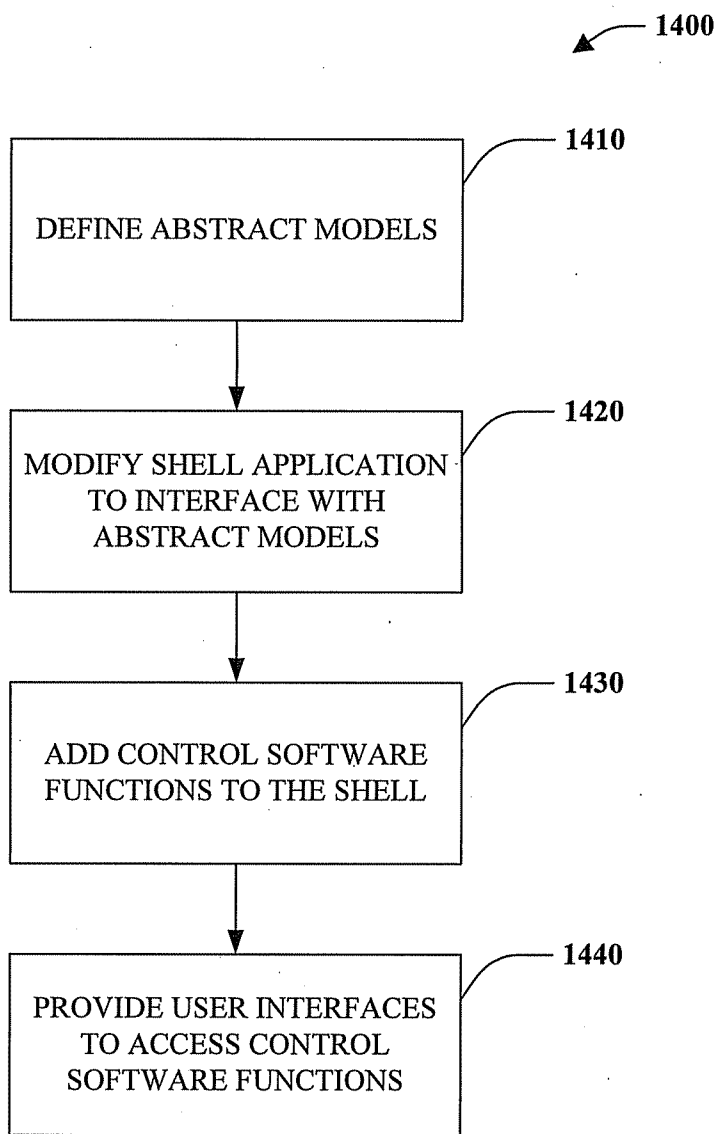 1400
1410
DEFINE ABSTRACT MODELS
1420
MODIFY SHELL APPLICATION
TO INTERFACE WITH
ABSTRACT MODELS
1430
ADD CONTROL SOFTWARE
FUNCTIONS TO THE SHELL
1440
PROVIDE USER INTERFACES
TO ACCESS CONTROL
SOFTWARE FUNCTIONS